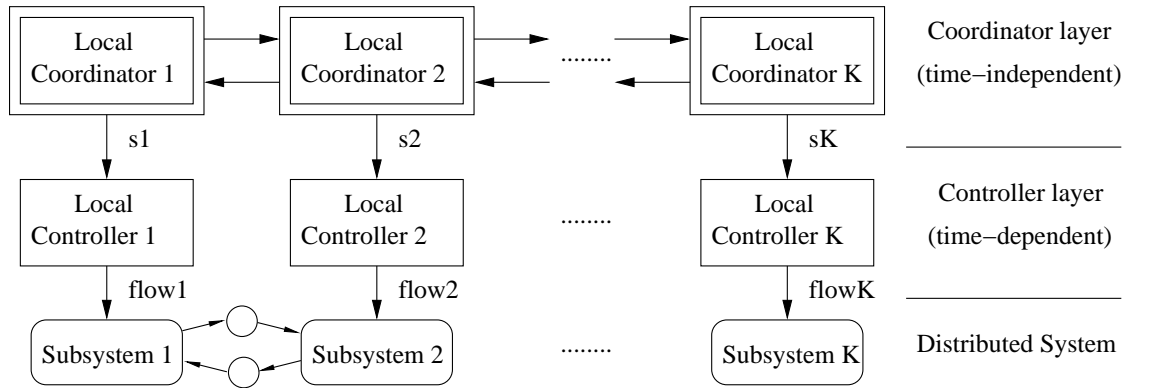 Local Coordinator 1
Local Coordinator 2
........
Local Coordinator K
Coordinator layer
(time−independent)
s1
s2
sK
Local Controller 1
Local Controller 2
........
Local Controller K
Controller layer
(time−dependent)
flow1
flow2
flowK
Subsystem 1
Subsystem 2
........
Subsystem K
Distributed System